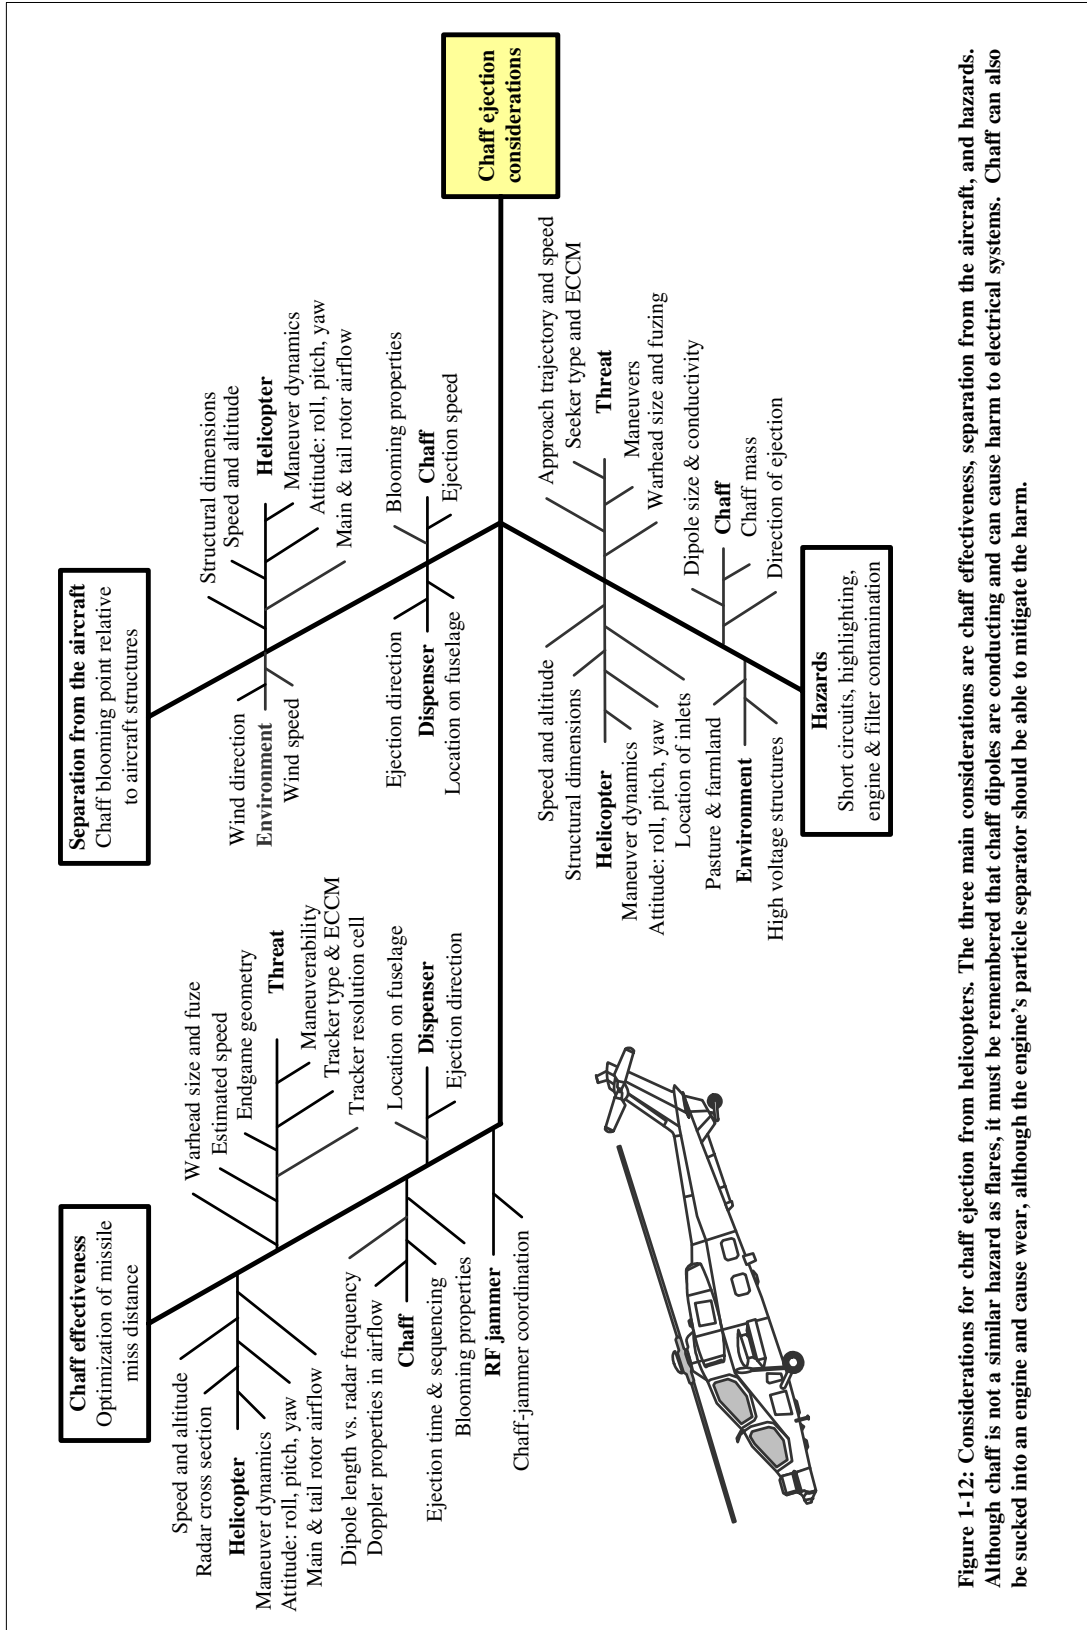 Chaff effectiveness
Optimization of missile
miss distance
Speed and altitude
Radar cross section
Helicopter
Maneuver dynamics
Attitude: roll, pitch, yaw
Main & tail rotor airflow
Warhead size and fuze
Estimated speed
Endgame geometry
Threat
Maneuverability
Tracker type & ECCM
Tracker resolution cell
Dipole length vs. radar frequency
Doppler properties in airflow
Chaff
Ejection time & sequencing
Blooming properties
Location on fuselage
Dispenser
Ejection direction
RF jammer
Chaff-jammer coordination
Separation from the aircraft
Chaff blooming point relative
to aircraft structures
Wind direction
Environment
Wind speed
Structural dimensions
Speed and altitude
Helicopter
Maneuver dynamics
Attitude: roll, pitch, yaw
Main & tail rotor airflow
Ejection direction
Dispenser
Location on fuselage
Blooming properties
Chaff
Ejection speed
Chaff ejection
considerations
Speed and altitude
Structural dimensions
Helicopter
Maneuver dynamics
Attitude: roll, pitch, yaw
Location of inlets
Approach trajectory and speed
Seeker type and ECCM
Threat
Maneuvers
Warhead size and fuzing
Pasture & farmland
Environment
High voltage structures
Dipole size & conductivity
Chaff
Chaff mass
Direction of ejection
Hazards
Short circuits, highlighting,
engine & filter contamination
Figure 1-12: Considerations for chaff ejection from helicopters. The three main considerations are chaff effectiveness, separation from the aircraft, and hazards.
Although chaff is not a similar hazard as flares, it must be remembered that chaff dipoles are conducting and can cause harm to electrical systems. Chaff can also
be sucked into an engine and cause wear, although the engine's particle separator should be able to mitigate the harm.